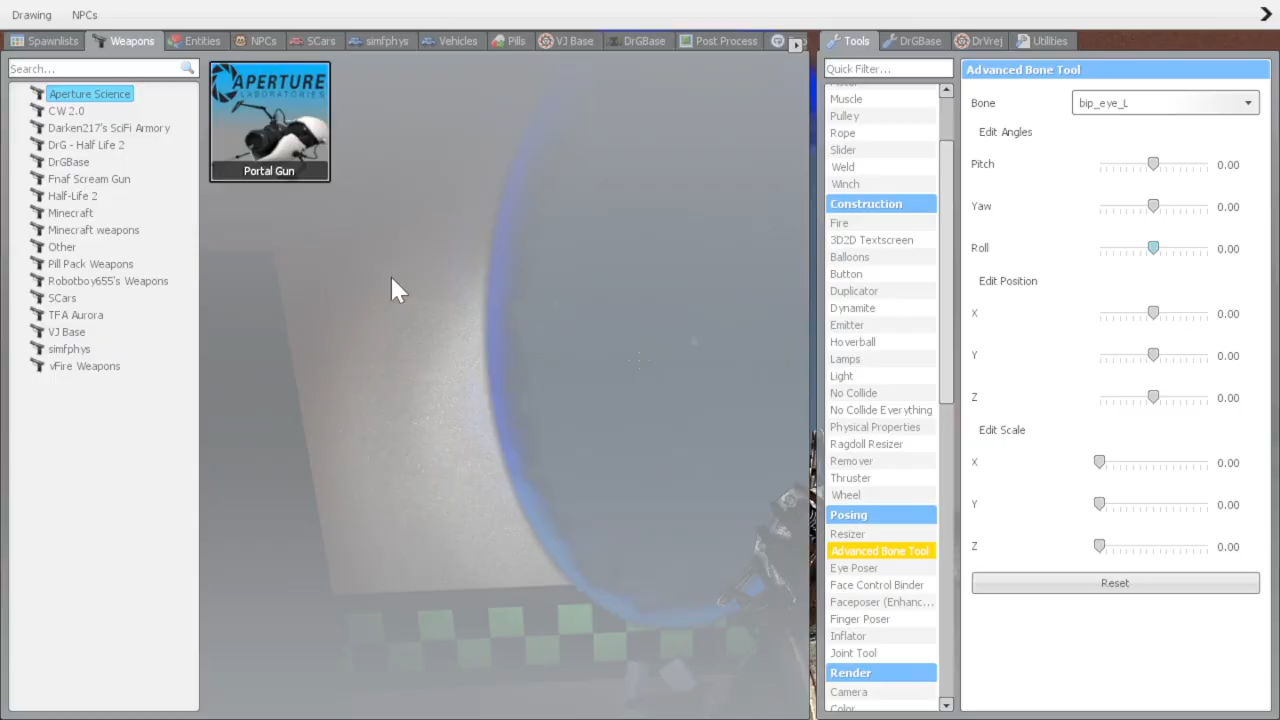 Drawing NPCs
Spawnlists Weapons Entities NPCs SCars simfphys Vehicles Pills VJ Base DrGBase Post Process
Tools DrGBase DrVrej Utilities
Search...
Aperture Science
CW 2.0
Darken217's SciFi Armory
DrG - Half Life 2
DrGBase
Fnaf Scream Gun
Half-Life 2
Minecraft
Minecraft weapons
Other
Pill Pack Weapons
Robotboy655's Weapons
SCars
TFA Aurora
VJ Base
simfphys
vFire Weapons
APERTURE
LABORATORIES
Portal Gun
Quick Filter...
Muscle
Pulley
Rope
Slider
Weld
Winch
Construction
Fire
3D2D Textscreen
Balloons
Button
Duplicator
Dynamite
Emitter
Hoverball
Lamps
Light
No Collide
No Collide Everything
Physical Properties
Ragdoll Resizer
Remover
Thruster
Wheel
Posing
Resizer
Advanced Bone Tool
Eye Poser
Face Control Binder
Faceposer (Enhanc...
Finger Poser
Inflator
Joint Tool
Render
Camera
Color
Advanced Bone Tool
Bone bip_eye_L
Edit Angles
Pitch 0.00
Yaw 0.00
Roll 0.00
Edit Position
X 0.00
Y 0.00
Z 0.00
Edit Scale
X 0.00
Y 0.00
Z 0.00
Reset